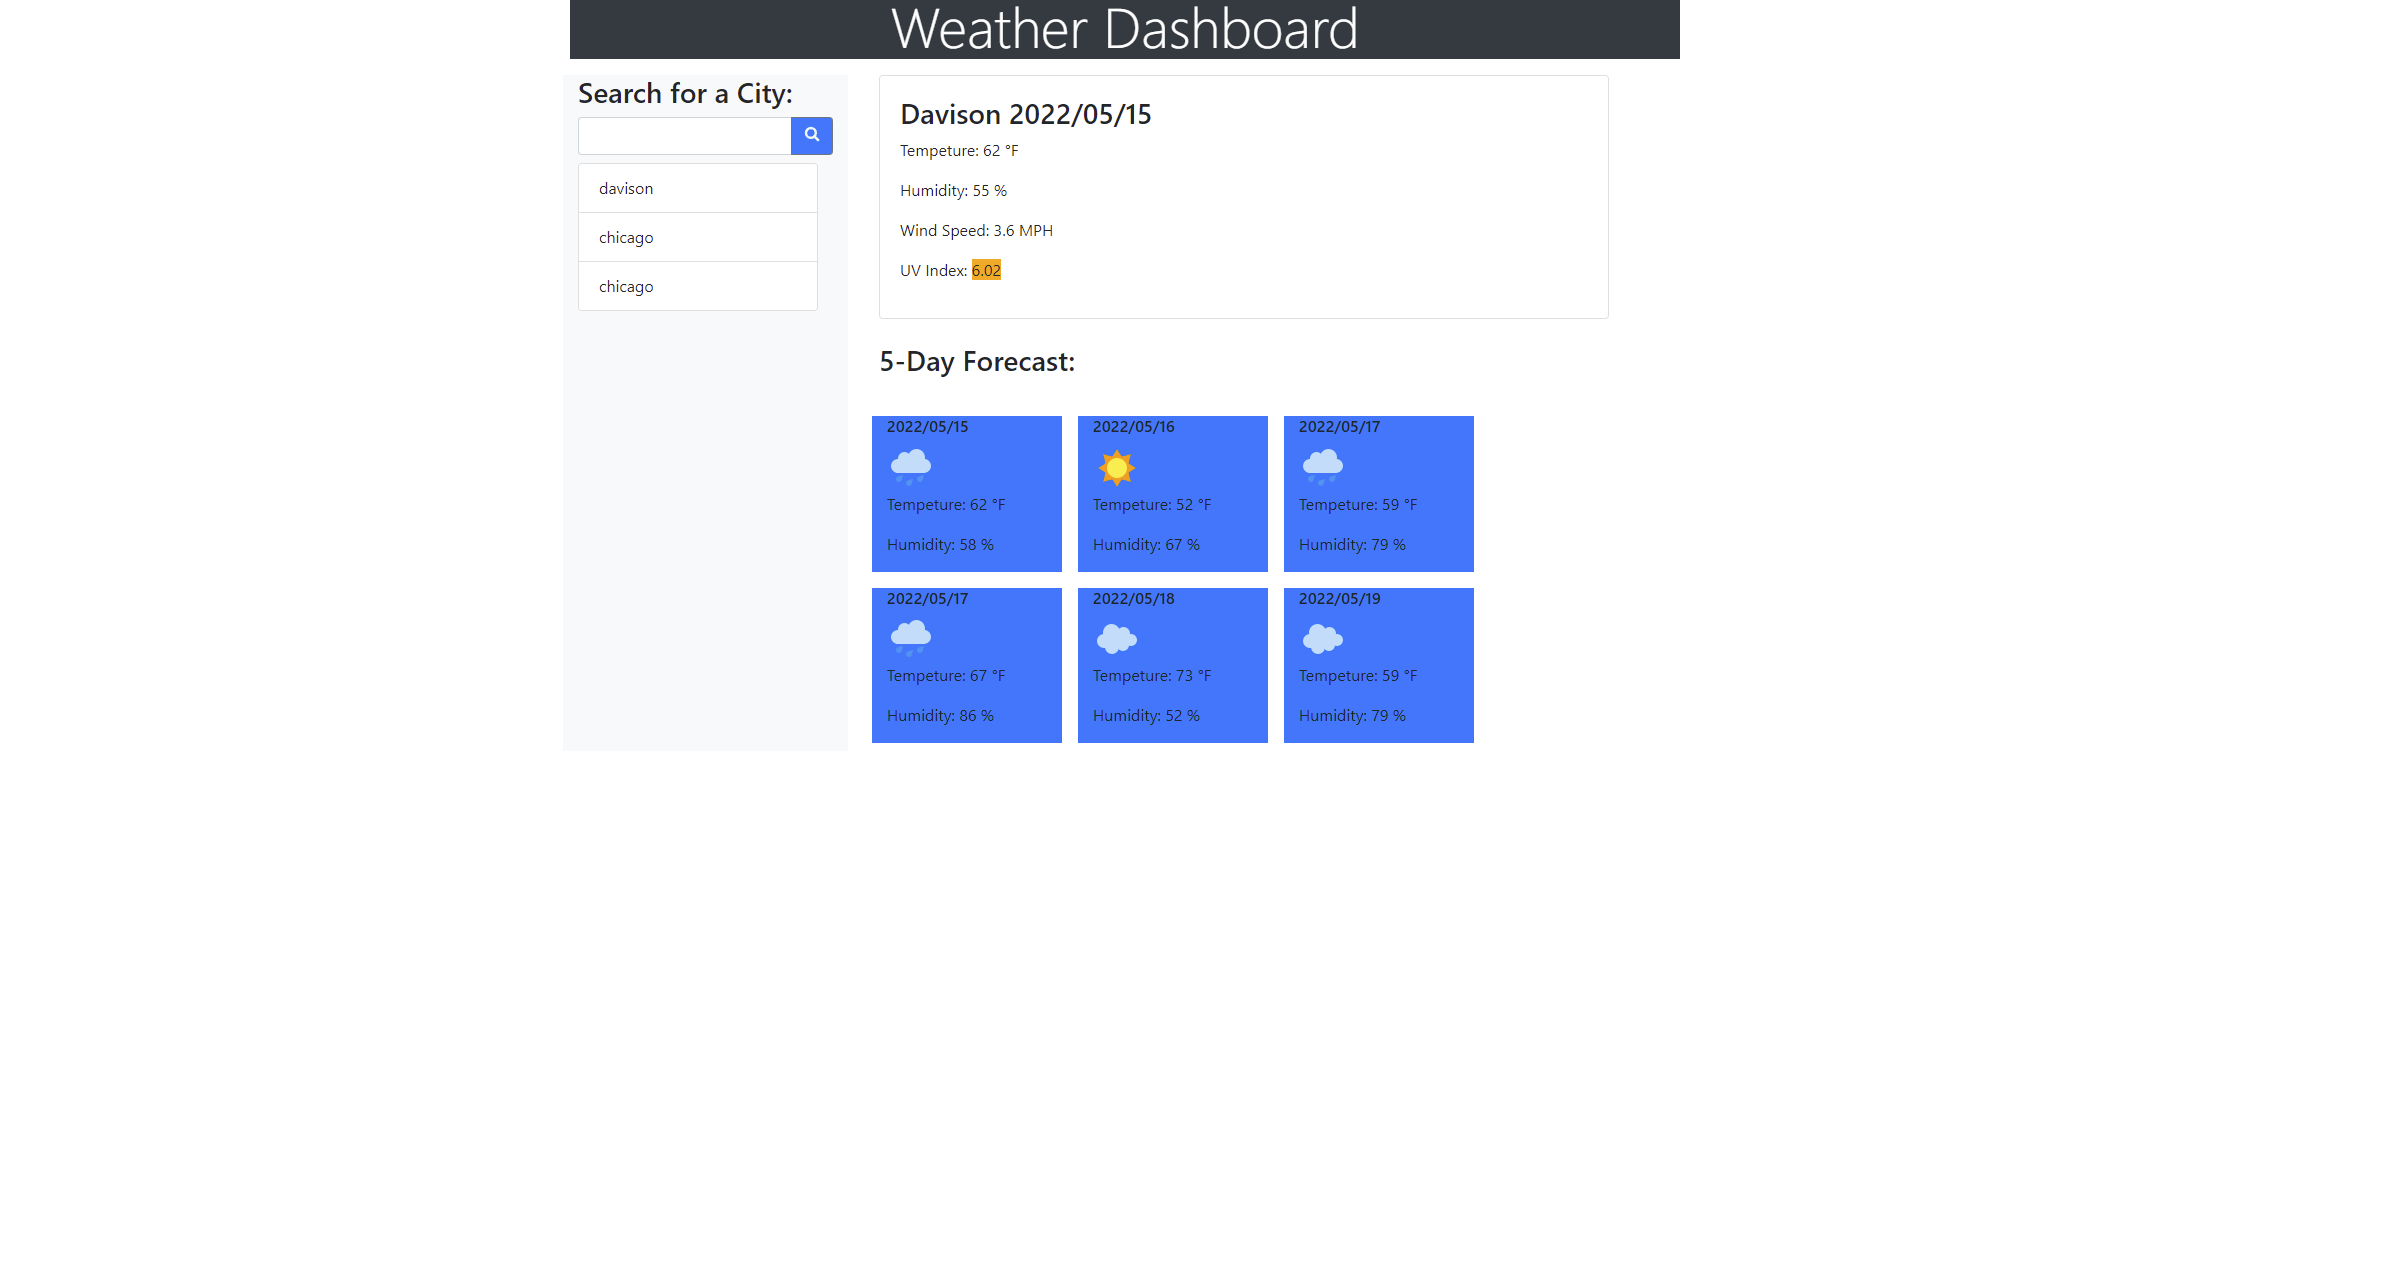 Weather Dashboard
Search for a City:
davison
chicago
chicago
Davison 2022/05/15
Tempeture: 62 °F
Humidity: 55 %
Wind Speed: 3.6 MPH
UV Index: 6.02
5-Day Forecast:
2022/05/15
Tempeture: 62 °F
Humidity: 58 %
2022/05/16
Tempeture: 52 °F
Humidity: 67 %
2022/05/17
Tempeture: 59 °F
Humidity: 79 %
2022/05/17
Tempeture: 67 °F
Humidity: 86 %
2022/05/18
Tempeture: 73 °F
Humidity: 52 %
2022/05/19
Tempeture: 59 °F
Humidity: 79 %